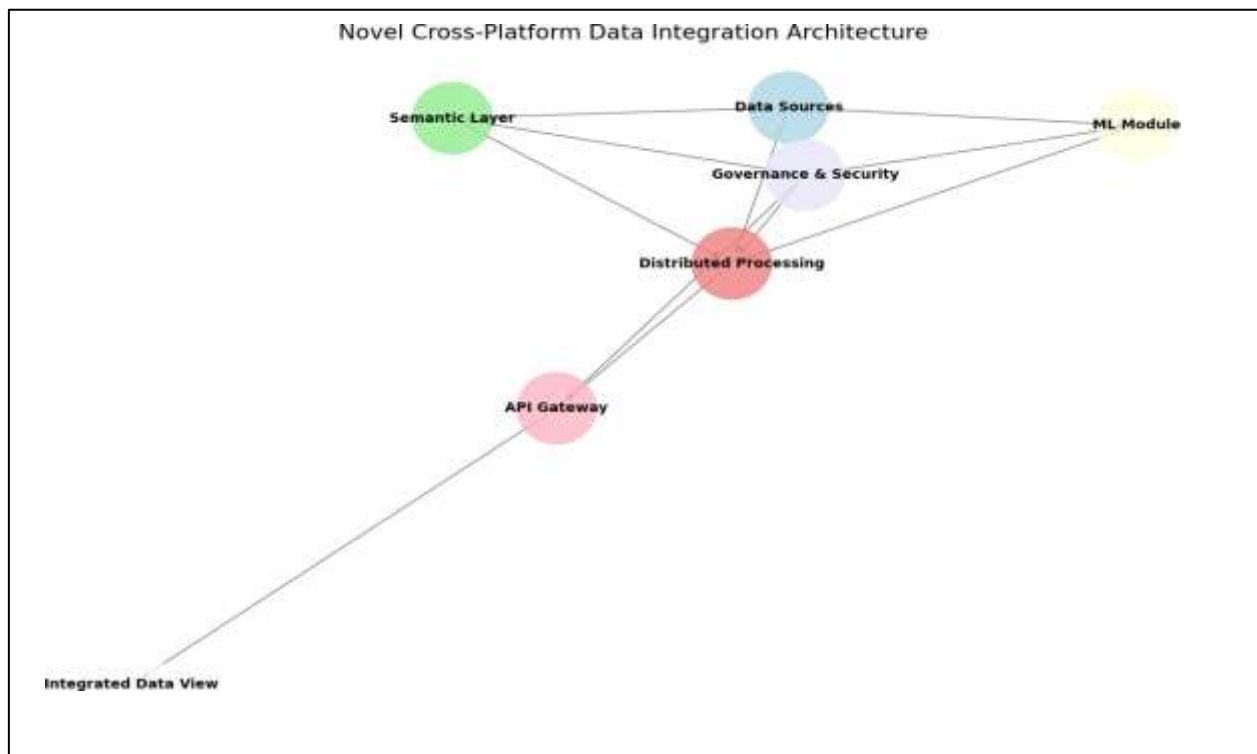 Novel Cross-Platform Data Integration Architecture
Data Sources
Semantic Layer
ML Module
Governance & Security
Distributed Processing
API Gateway
Integrated Data View